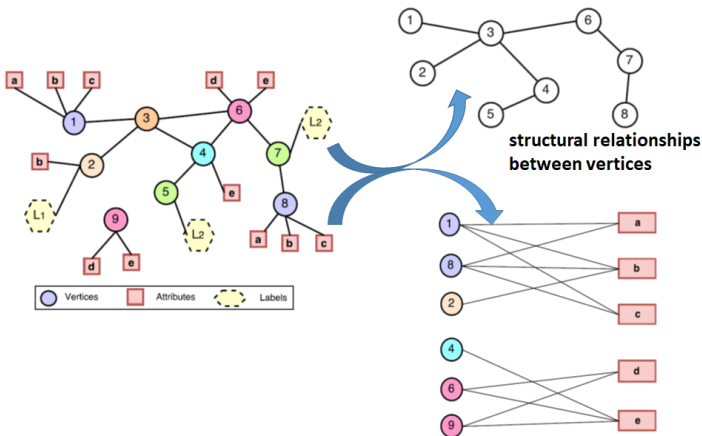 1
3
6
2
7
4
5
8
structural relationships
between vertices
a
b
c
d
e
L2
1
3
6
b
2
4
7
L1
5
e
8
9
L2
a
b
c
d
e
Vertices
Attributes
Labels
1
a
8
b
2
c
4
d
6
9
e